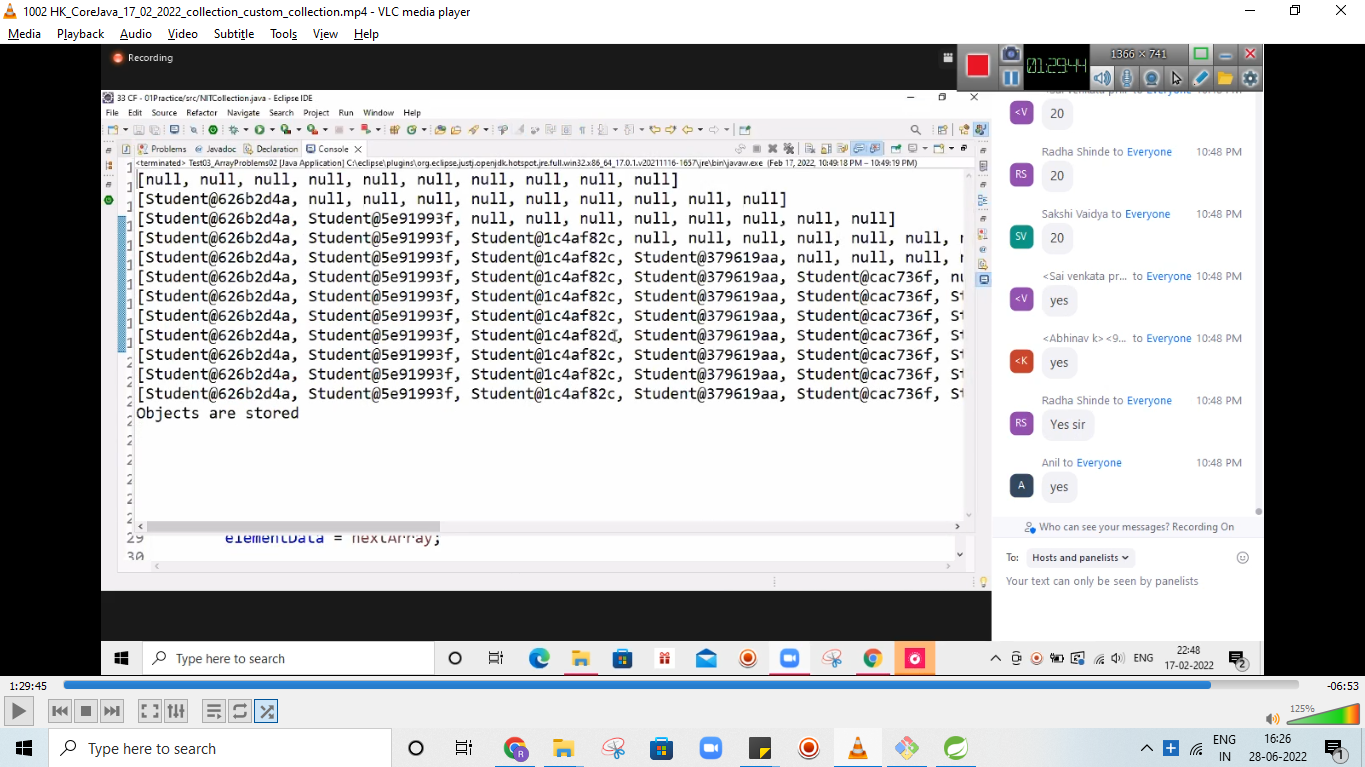 1002 HK_CoreJava_17_02_2022_collection_custom_collection.mp4 - VLC media player
Media Playback Audio Video Subtitle Tools View Help
Recording
01:29:44
1366 × 741
33 CF - 01Practice/src/NITCollection.java - Eclipse IDE
File Edit Source Refactor Navigate Search Project Run Window Help
Problems Javadoc Declaration Console
<terminated> Test03_ArrayProblems02 [Java Application] C:\eclipse\plugins\org.eclipse.justj.openjdk.hotspot.jre.full.win32.x86_64_17.0.1.v20211116-1657\jre\bin\javaw.exe (Feb 17, 2022, 10:49:18 PM – 10:49:19 PM)
[null, null, null, null, null, null, null, null, null, null]
[Student@626b2d4a, null, null, null, null, null, null, null, null, null]
[Student@626b2d4a, Student@5e91993f, null, null, null, null, null, null, null, null]
[Student@626b2d4a, Student@5e91993f, Student@1c4af82c, null, null, null, null, null, null,
[Student@626b2d4a, Student@5e91993f, Student@1c4af82c, Student@379619aa, null, null, null,
[Student@626b2d4a, Student@5e91993f, Student@1c4af82c, Student@379619aa, Student@cac736f, nu
[Student@626b2d4a, Student@5e91993f, Student@1c4af82c, Student@379619aa, Student@cac736f, St
[Student@626b2d4a, Student@5e91993f, Student@1c4af82c, Student@379619aa, Student@cac736f, St
[Student@626b2d4a, Student@5e91993f, Student@1c4af82c, Student@379619aa, Student@cac736f, St
[Student@626b2d4a, Student@5e91993f, Student@1c4af82c, Student@379619aa, Student@cac736f, St
[Student@626b2d4a, Student@5e91993f, Student@1c4af82c, Student@379619aa, Student@cac736f, St
[Student@626b2d4a, Student@5e91993f, Student@1c4af82c, Student@379619aa, Student@cac736f, St
Objects are stored
29 elementData = nextArray;
30
<V 20
Radha Shinde to Everyone 10:48 PM
RS 20
Sakshi Vaidya to Everyone 10:48 PM
SV 20
<Sai venkata pr... to Everyone 10:48 PM
<V yes
<Abhinav k> <9... to Everyone 10:48 PM
<K yes
Radha Shinde to Everyone 10:48 PM
RS Yes sir
Anil to Everyone 10:48 PM
A yes
Who can see your messages? Recording On
To: Hosts and panelists
Your text can only be seen by panelists
Type here to search
ENG
22:48
17-02-2022
2
1:29:45
-06:53
125%
Type here to search
ENG
IN
16:26
28-06-2022
1